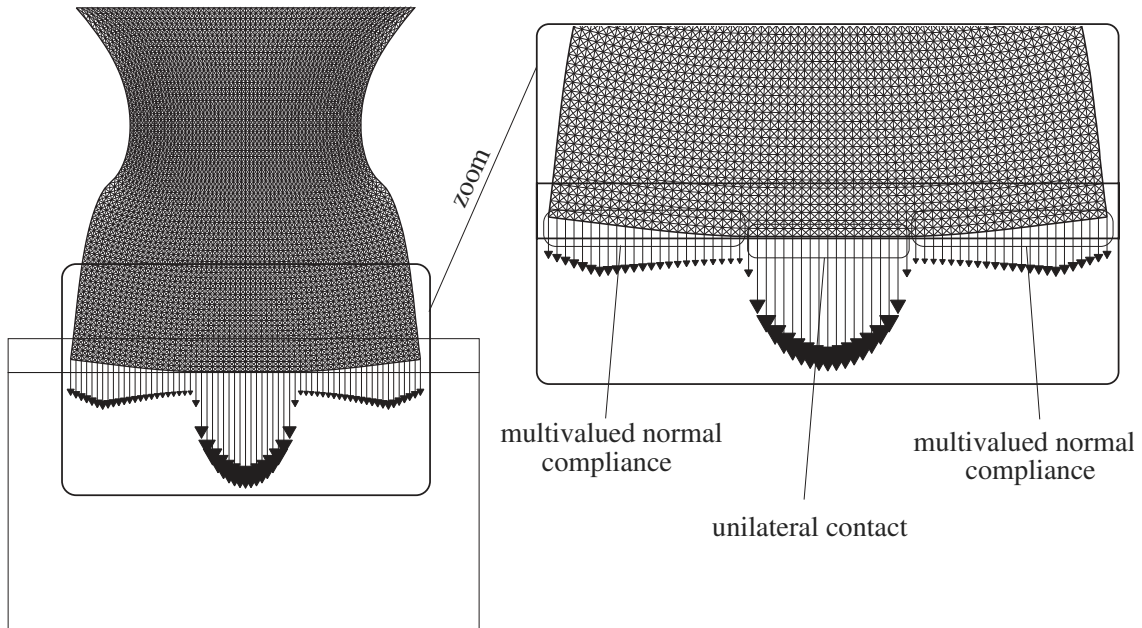 zoom
multivalued normal
compliance
multivalued normal
compliance
unilateral contact